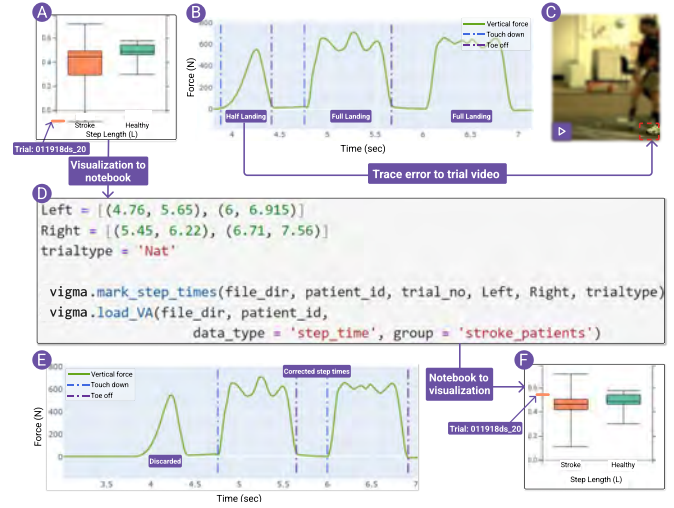 A
0.6
0.4
0.2
0.0
Stroke
Healthy
Step Length (L)
Trial: 011918ds_20
Visualization to
notebook
B
800
600
400
200
0
Force (N)
Vertical force
Touch down
Toe off
Half Landing
Full Landing
Full Landing
4
4.5
5
5.5
6
6.5
7
Time (sec)
C
Trace error to trial video
D
Left = [(4.76, 5.65), (6, 6.915)]
Right = [(5.45, 6.22), (6.71, 7.56)]
trialtype = 'Nat'
vigma.mark_step_times(file_dir, patient_id, trial_no, Left, Right, trialtype)
vigma.load_VA(file_dir, patient_id,
data_type = 'step_time', group = 'stroke_patients')
E
800
600
400
200
0
Force (N)
Vertical force
Touch down
Toe off
Corrected step times
Discarded
3.5
4
4.5
5
5.5
6
6.5
7
Time (sec)
Notebook to
visualization
F
0.6
0.4
0.2
0.0
Trial: 011918ds_20
Stroke
Healthy
Step Length (L)